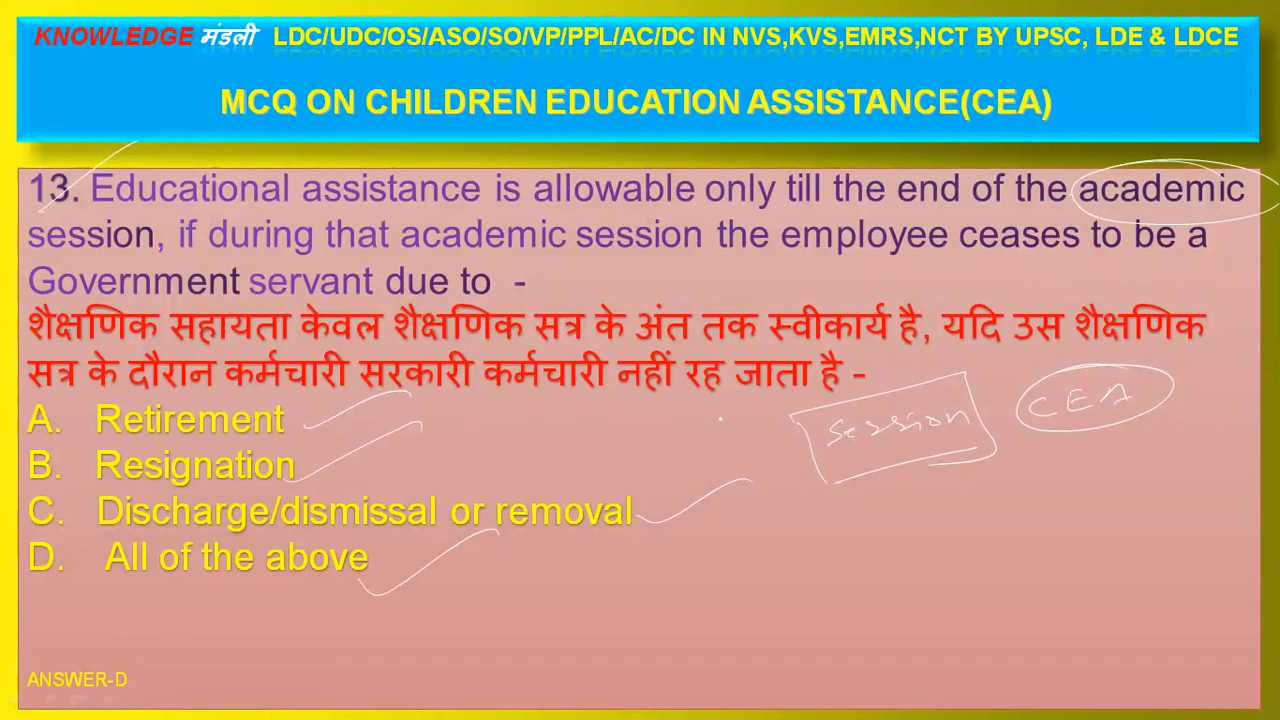 KNOWLEDGE मंडली LDC/UDC/OS/ASO/SO/VP/PPL/AC/DC IN NVS,KVS,EMRS,NCT BY UPSC, LDE & LDCE
MCQ ON CHILDREN EDUCATION ASSISTANCE(CEA)
13. Educational assistance is allowable only till the end of the academic
session, if during that academic session the employee ceases to be a
Government servant due to -
शैक्षणिक सहायता केवल शैक्षणिक सत्र के अंत तक स्वीकार्य है, यदि उस शैक्षणिक
सत्र के दौरान कर्मचारी सरकारी कर्मचारी नहीं रह जाता है -
A. Retirement
B. Resignation
C. Discharge/dismissal or removal
D. All of the above
session
CEA
ANSWER-D